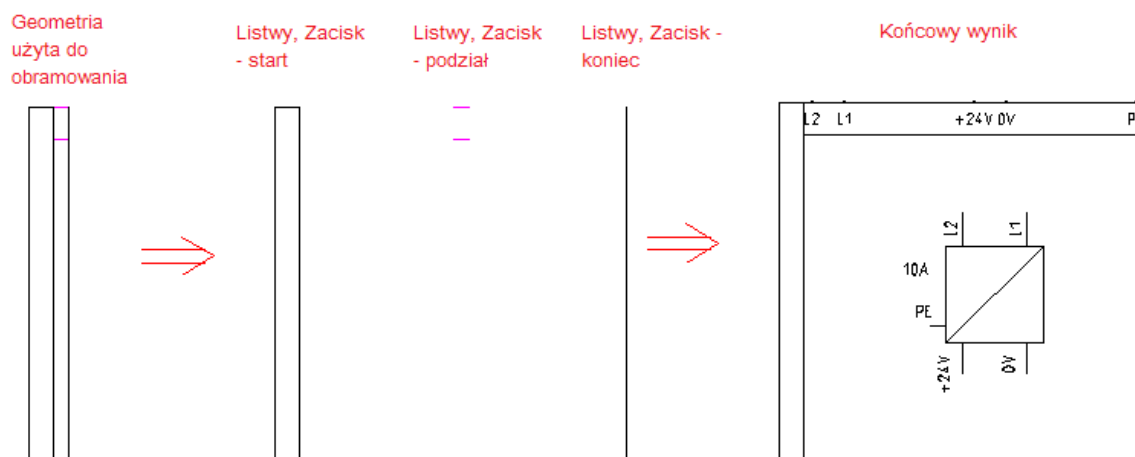 Geometria
użyta do
obramowania
Listwy, Zacisk
- start
Listwy, Zacisk
- podział
Listwy, Zacisk -
koniec
Końcowy wynik
L2 L1 +24V 0V P
L2 L1
10A
PE
+24V 0V